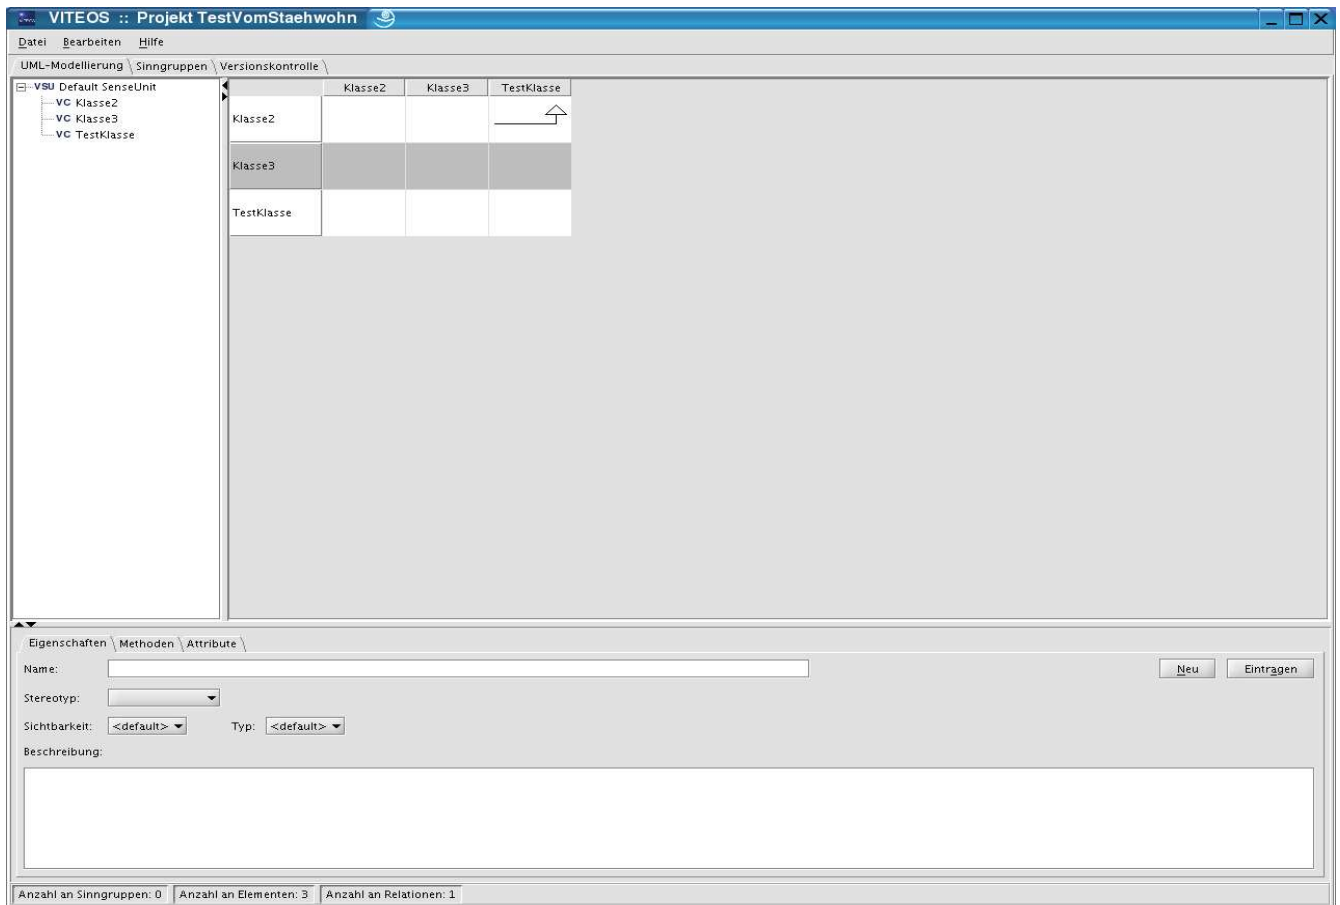 VITEOS :: Projekt TestVomStaehwohn
Datei Bearbeiten Hilfe
UML-Modellierung Sinngruppen Versionskontrolle
VSU Default SenseUnit
VC Klasse2
VC Klasse3
VC TestKlasse
Klasse2 Klasse3 TestKlasse
Klasse2
Klasse3
TestKlasse
Eigenschaften Methoden Attribute
Name:
Neu Eintragen
Stereotyp:
Sichtbarkeit: <default> Typ: <default>
Beschreibung:
Anzahl an Sinngruppen: 0 Anzahl an Elementen: 3 Anzahl an Relationen: 1